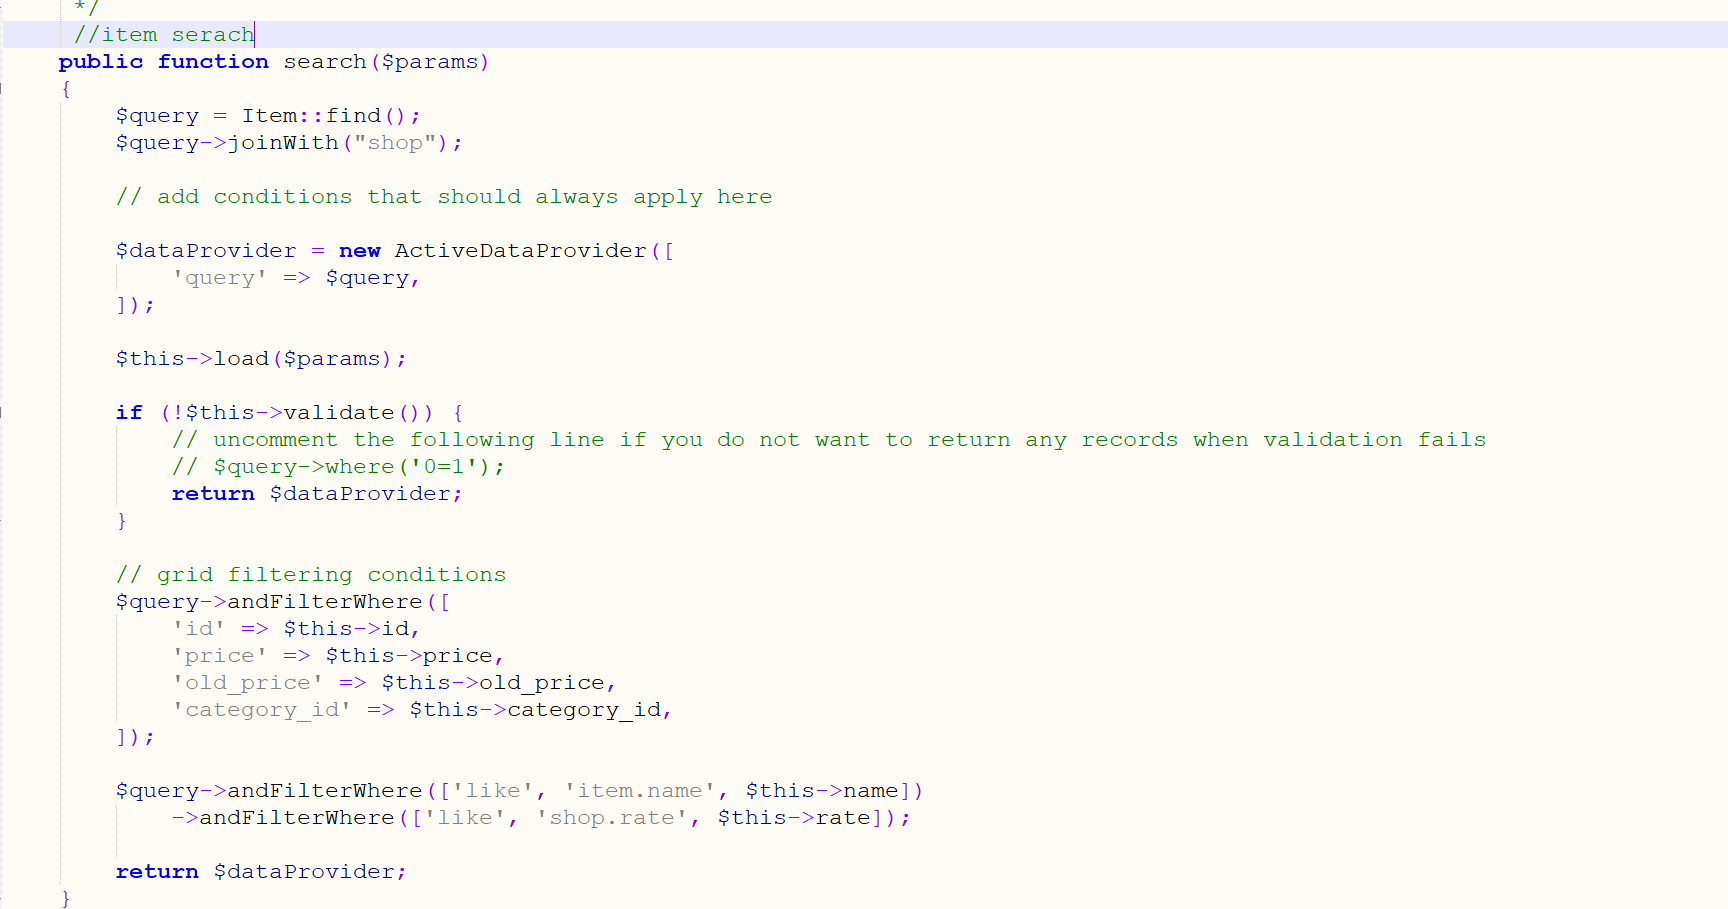 */
//item serach
public function search($params)
{
$query = Item::find();
$query->joinWith("shop");
// add conditions that should always apply here
$dataProvider = new ActiveDataProvider([
'query' => $query,
]);
$this->load($params);
if (!$this->validate()) {
// uncomment the following line if you do not want to return any records when validation fails
// $query->where('0=1');
return $dataProvider;
}
// grid filtering conditions
$query->andFilterWhere([
'id' => $this->id,
'price' => $this->price,
'old_price' => $this->old_price,
'category_id' => $this->category_id,
]);
$query->andFilterWhere(['like', 'item.name', $this->name])
->andFilterWhere(['like', 'shop.rate', $this->rate]);
return $dataProvider;
}